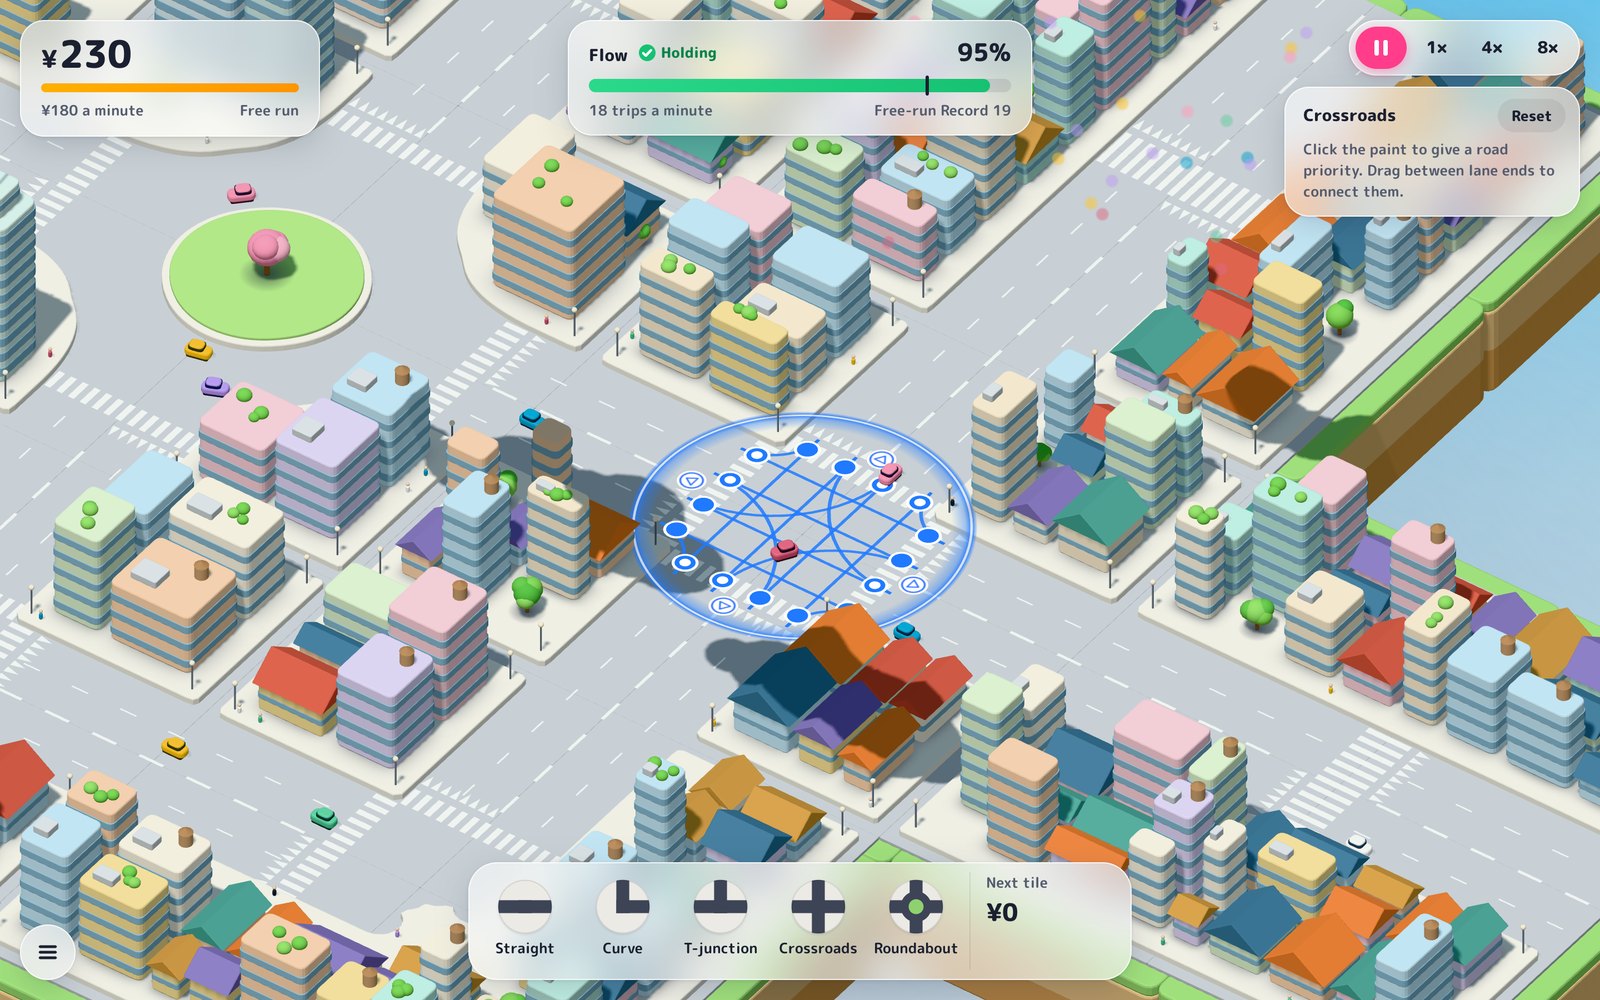 ¥230
¥180 a minute
Free run
Flow
Holding
95%
18 trips a minute
Free-run Record 19
1×
4×
8×
Crossroads
Reset
Click the paint to give a road
priority. Drag between lane ends to
connect them.
Straight
Curve
T-junction
Crossroads
Roundabout
Next tile
¥0